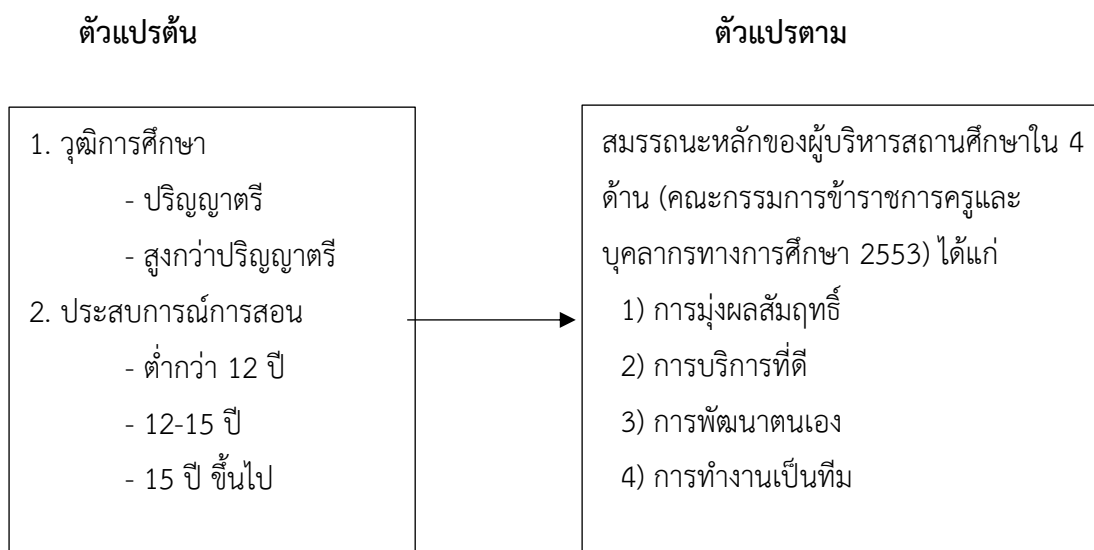 ตัวแปรต้น
ตัวแปรตาม
1. วุฒิการศึกษา
- ปริญญาตรี
- สูงกว่าปริญญาตรี
2. ประสบการณ์การสอน
- ต่ำกว่า 12 ปี
- 12-15 ปี
- 15 ปี ขึ้นไป
สมรรถนะหลักของผู้บริหารสถานศึกษาใน 4
ด้าน (คณะกรรมการข้าราชการครูและ
บุคลากรทางการศึกษา 2553) ได้แก่
1) การมุ่งผลสัมฤทธิ์
2) การบริการที่ดี
3) การพัฒนาตนเอง
4) การทำงานเป็นทีม